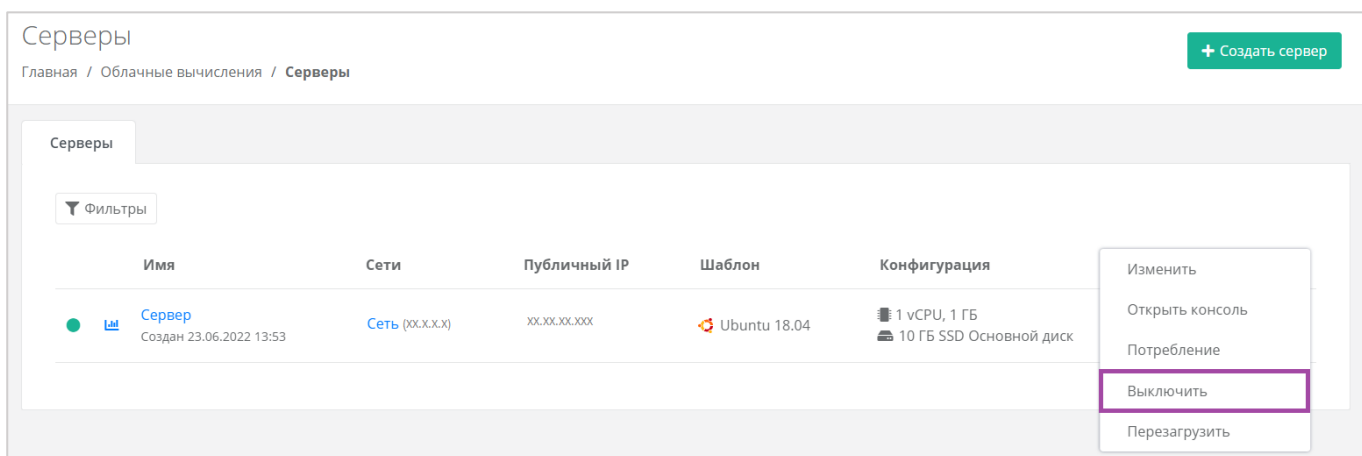 Серверы
+ Создать сервер
Главная / Облачные вычисления / Серверы
Серверы
Фильтры
Имя Сети Публичный IP Шаблон Конфигурация
Сервер
Создан 23.06.2022 13:53
Сеть (XX.X.X.X)
XX.XX.XX.XXX
Ubuntu 18.04
1 vCPU, 1 ГБ
10 ГБ SSD Основной диск
Изменить
Открыть консоль
Потребление
Выключить
Перезагрузить